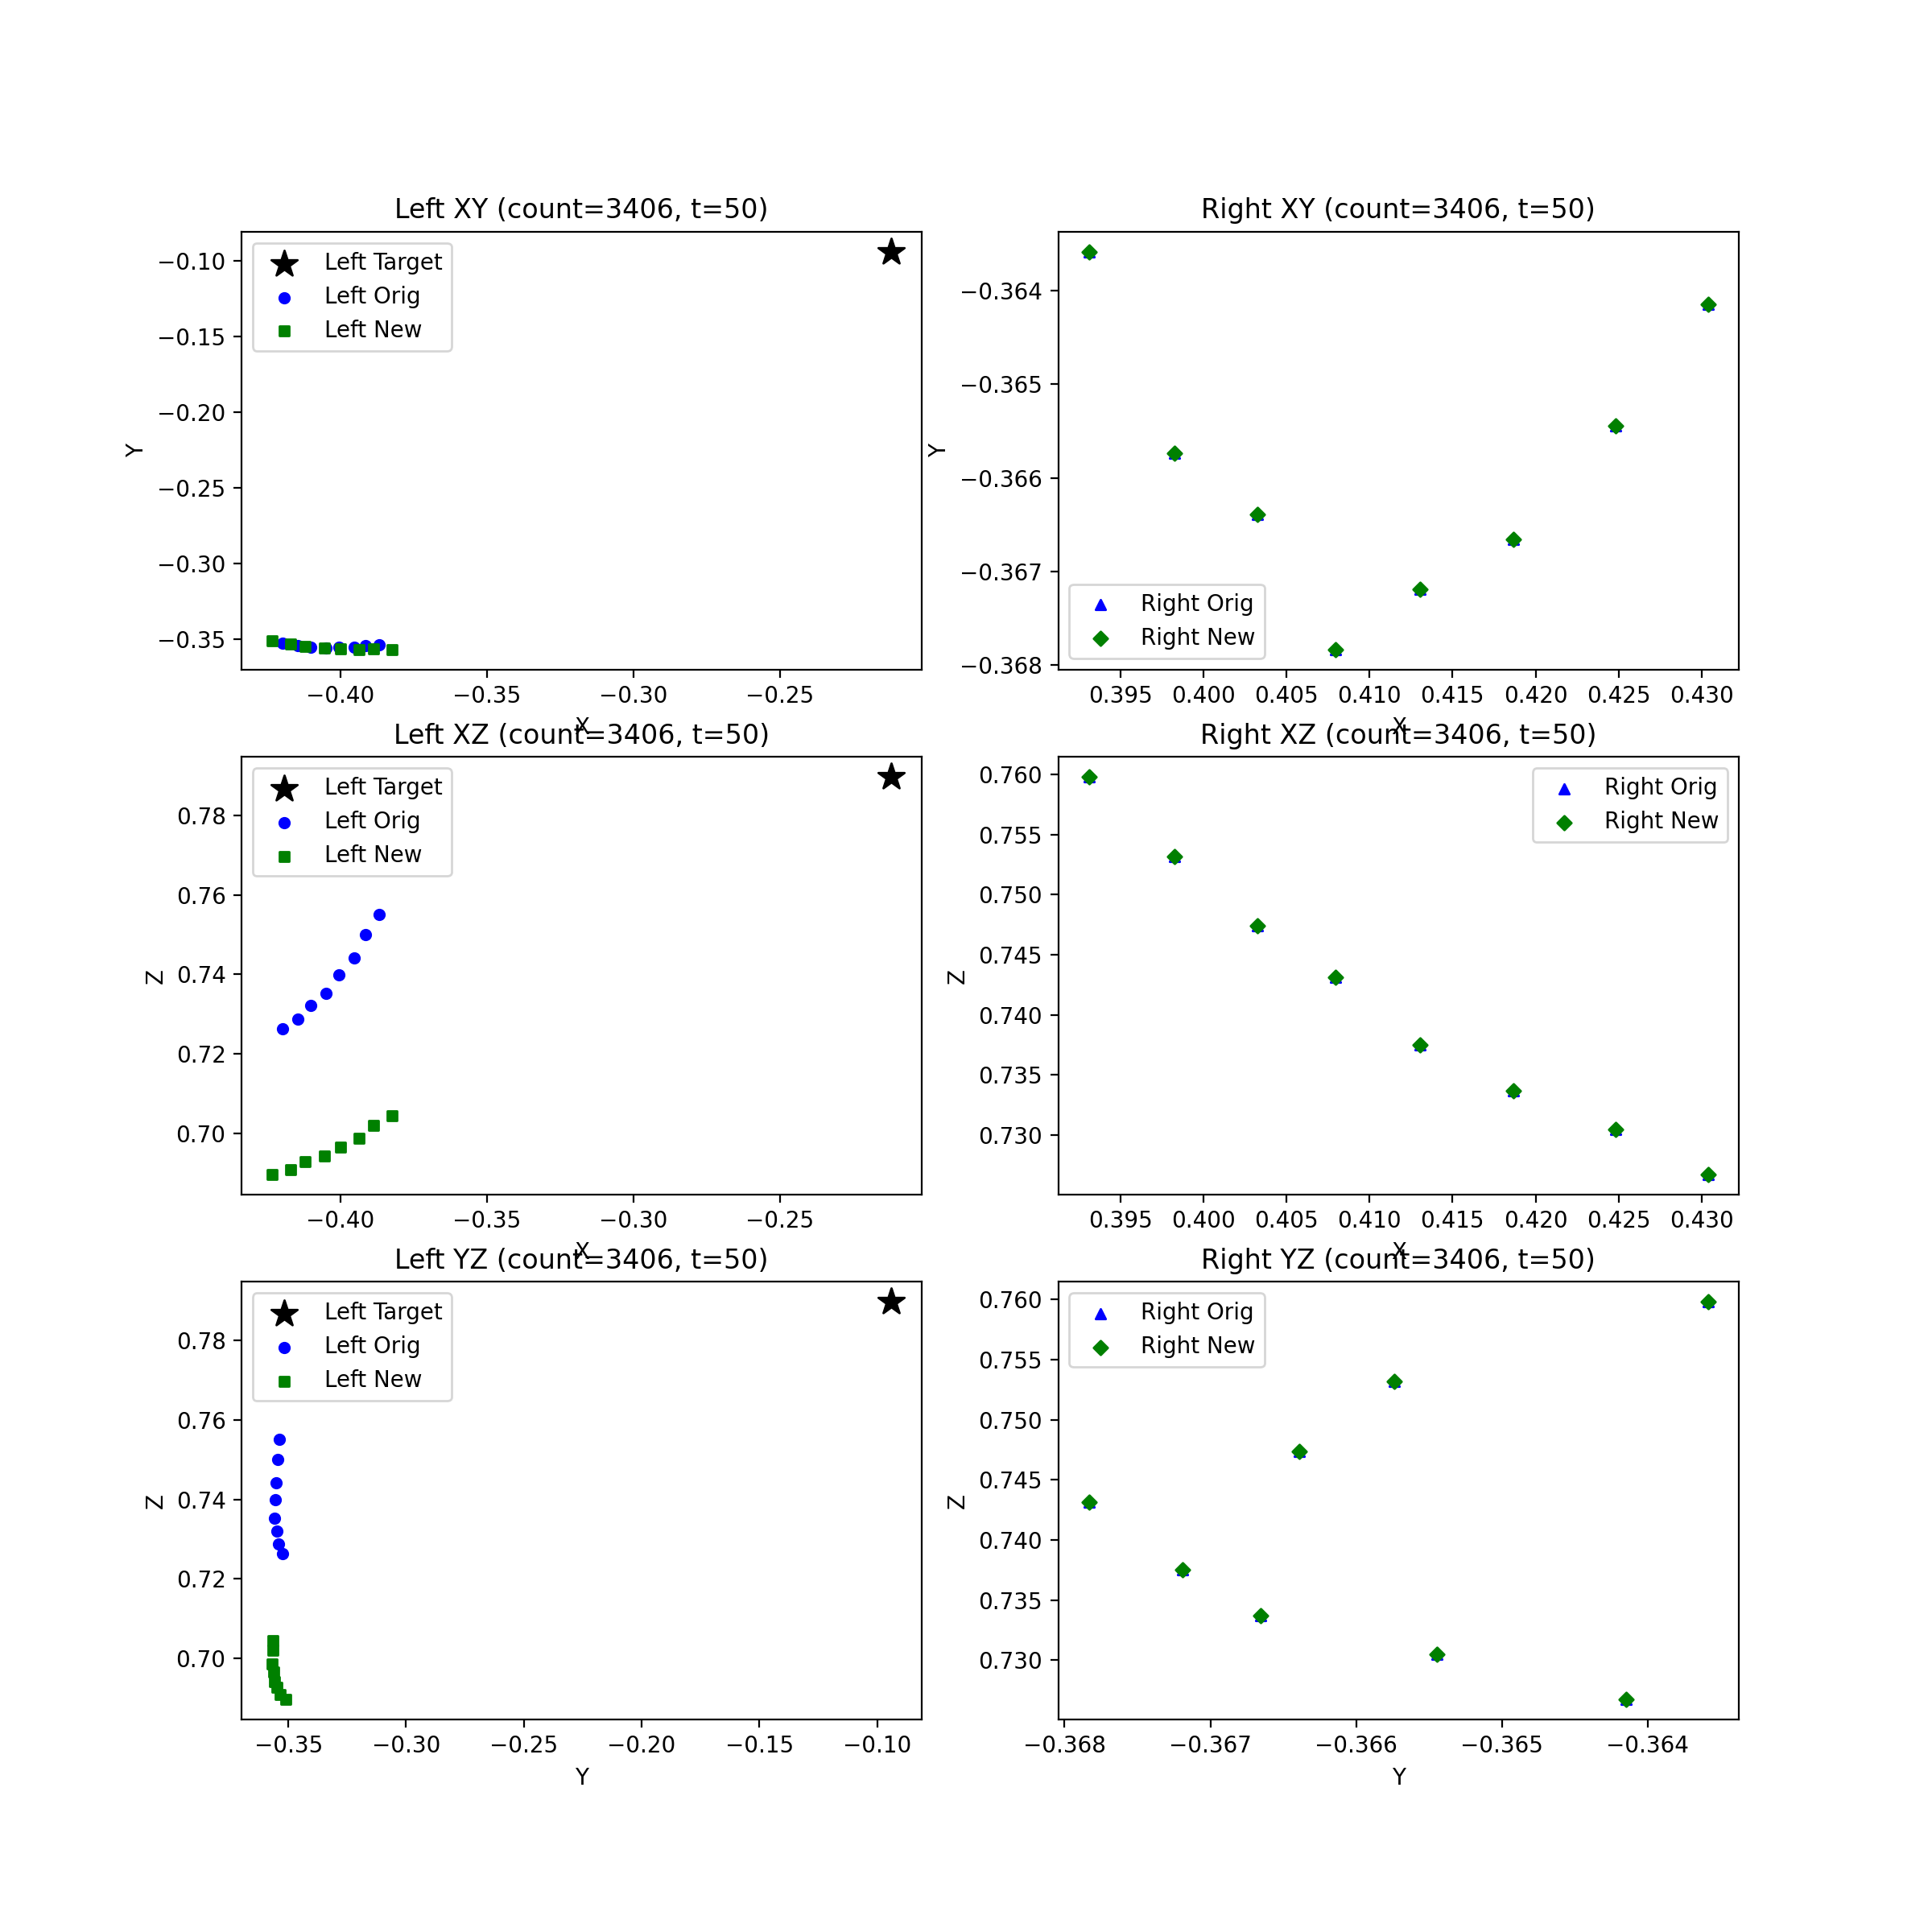 Left XY (count=3406, t=50)
Left Target
Left Orig
Left New
−0.10
−0.15
−0.20
−0.25
−0.30
−0.35
Y
−0.40
−0.35
−0.30
−0.25
X
Right XY (count=3406, t=50)
Right Orig
Right New
−0.364
−0.365
−0.366
−0.367
−0.368
Y
0.395
0.400
0.405
0.410
0.415
0.420
0.425
0.430
X
Left XZ (count=3406, t=50)
Left Target
Left Orig
Left New
0.78
0.76
0.74
0.72
0.70
Z
−0.40
−0.35
−0.30
−0.25
X
Right XZ (count=3406, t=50)
Right Orig
Right New
0.760
0.755
0.750
0.745
0.740
0.735
0.730
Z
0.395
0.400
0.405
0.410
0.415
0.420
0.425
0.430
X
Left YZ (count=3406, t=50)
Left Target
Left Orig
Left New
0.78
0.76
0.74
0.72
0.70
Z
−0.35
−0.30
−0.25
−0.20
−0.15
−0.10
Y
Right YZ (count=3406, t=50)
Right Orig
Right New
0.760
0.755
0.750
0.745
0.740
0.735
0.730
Z
−0.368
−0.367
−0.366
−0.365
−0.364
Y